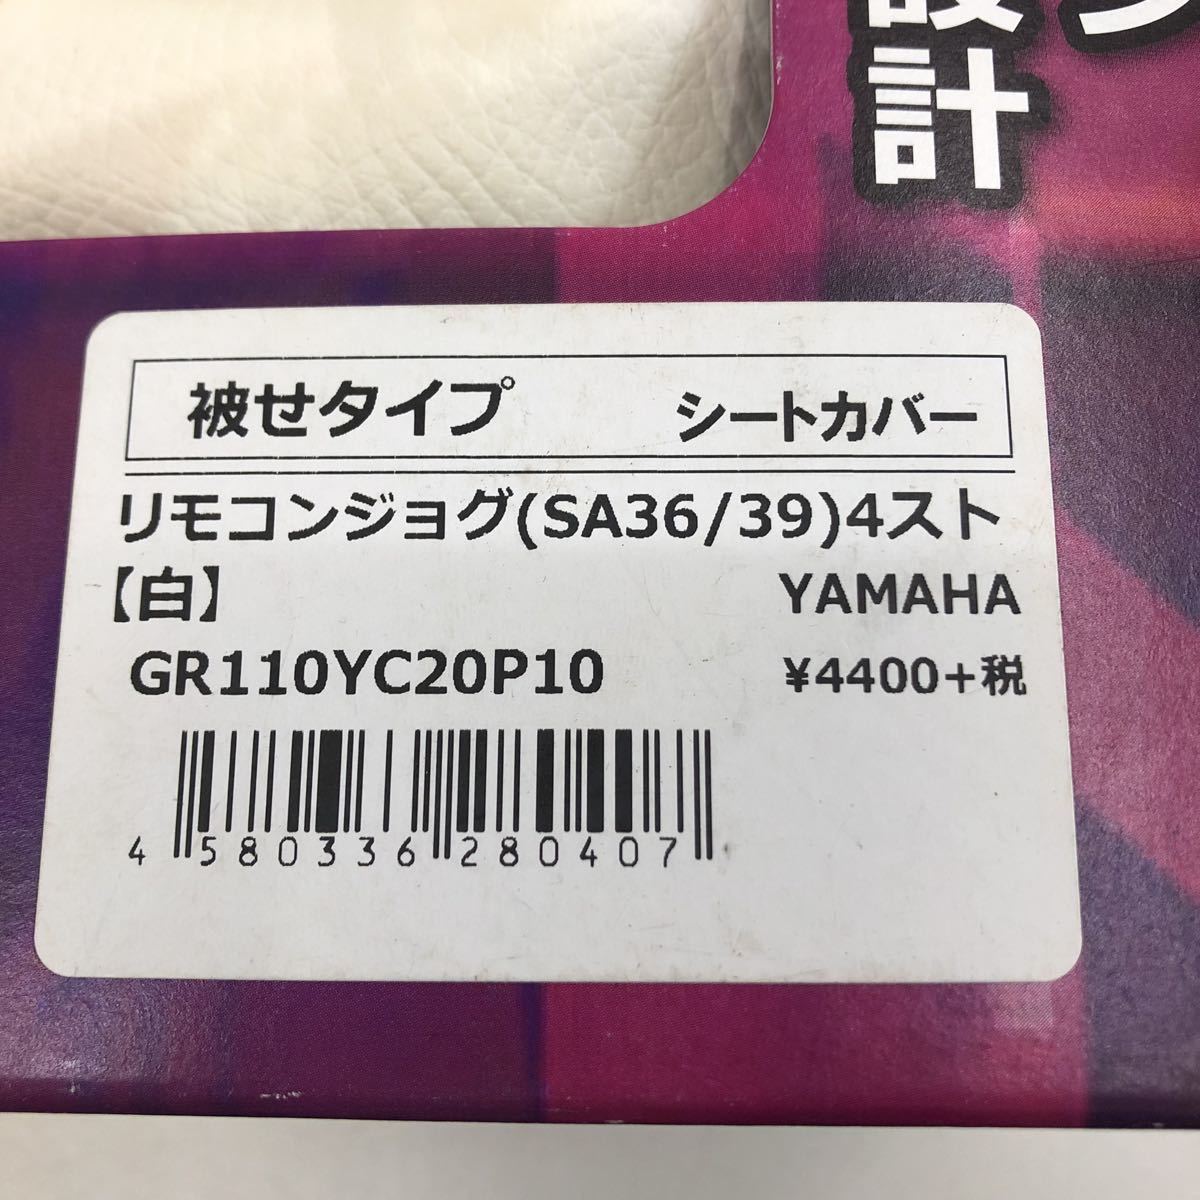 設計
被せタイプ シートカバー
リモコンジョグ(SA36/39)4スト
【白】 YAMAHA
GR110YC20P10 ¥4400+税
4 580336 280407